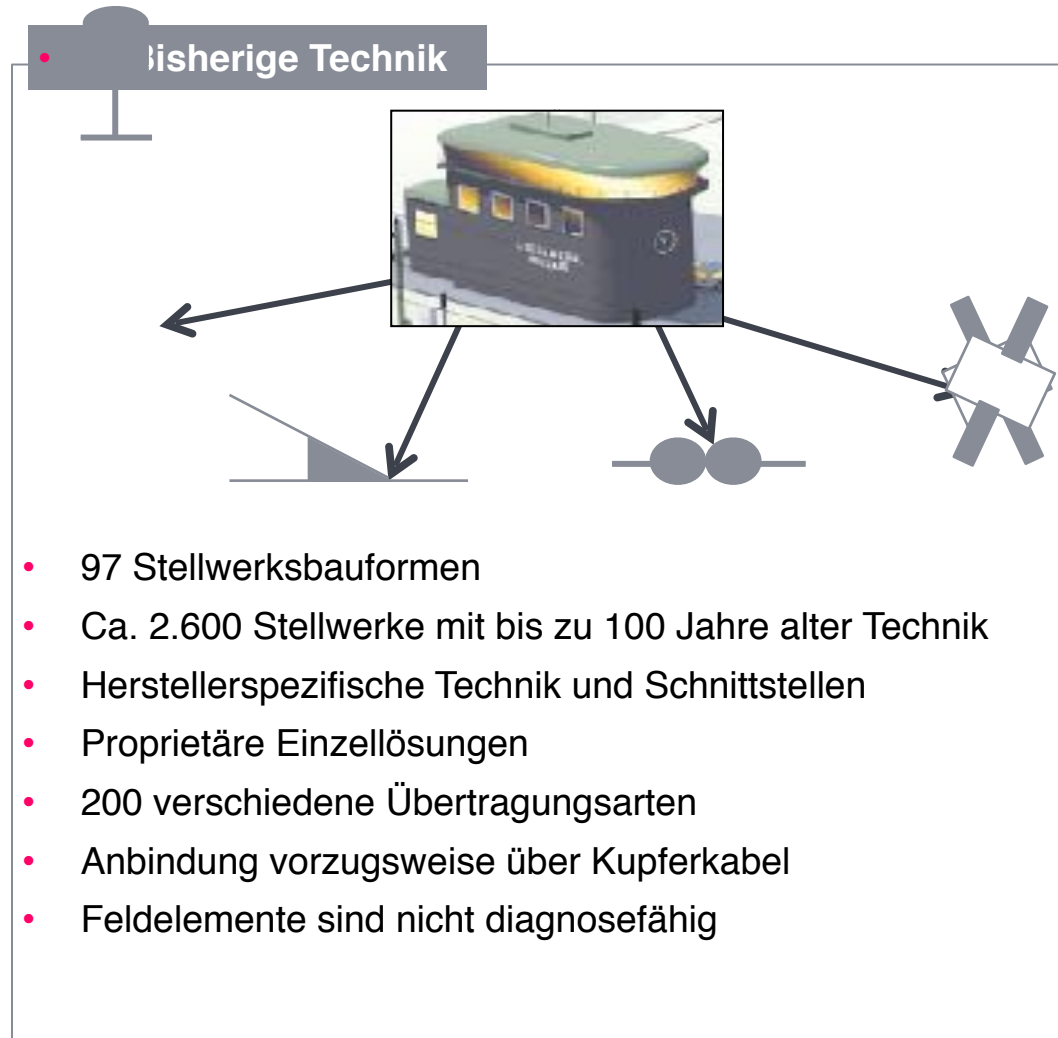 Bisherige Technik
97 Stellwerksbauformen
Ca. 2.600 Stellwerke mit bis zu 100 Jahre alter Technik
Herstellerspezifische Technik und Schnittstellen
Proprietäre Einzellösungen
200 verschiedene Übertragungsarten
Anbindung vorzugsweise über Kupferkabel
Feldelemente sind nicht diagnosefähig